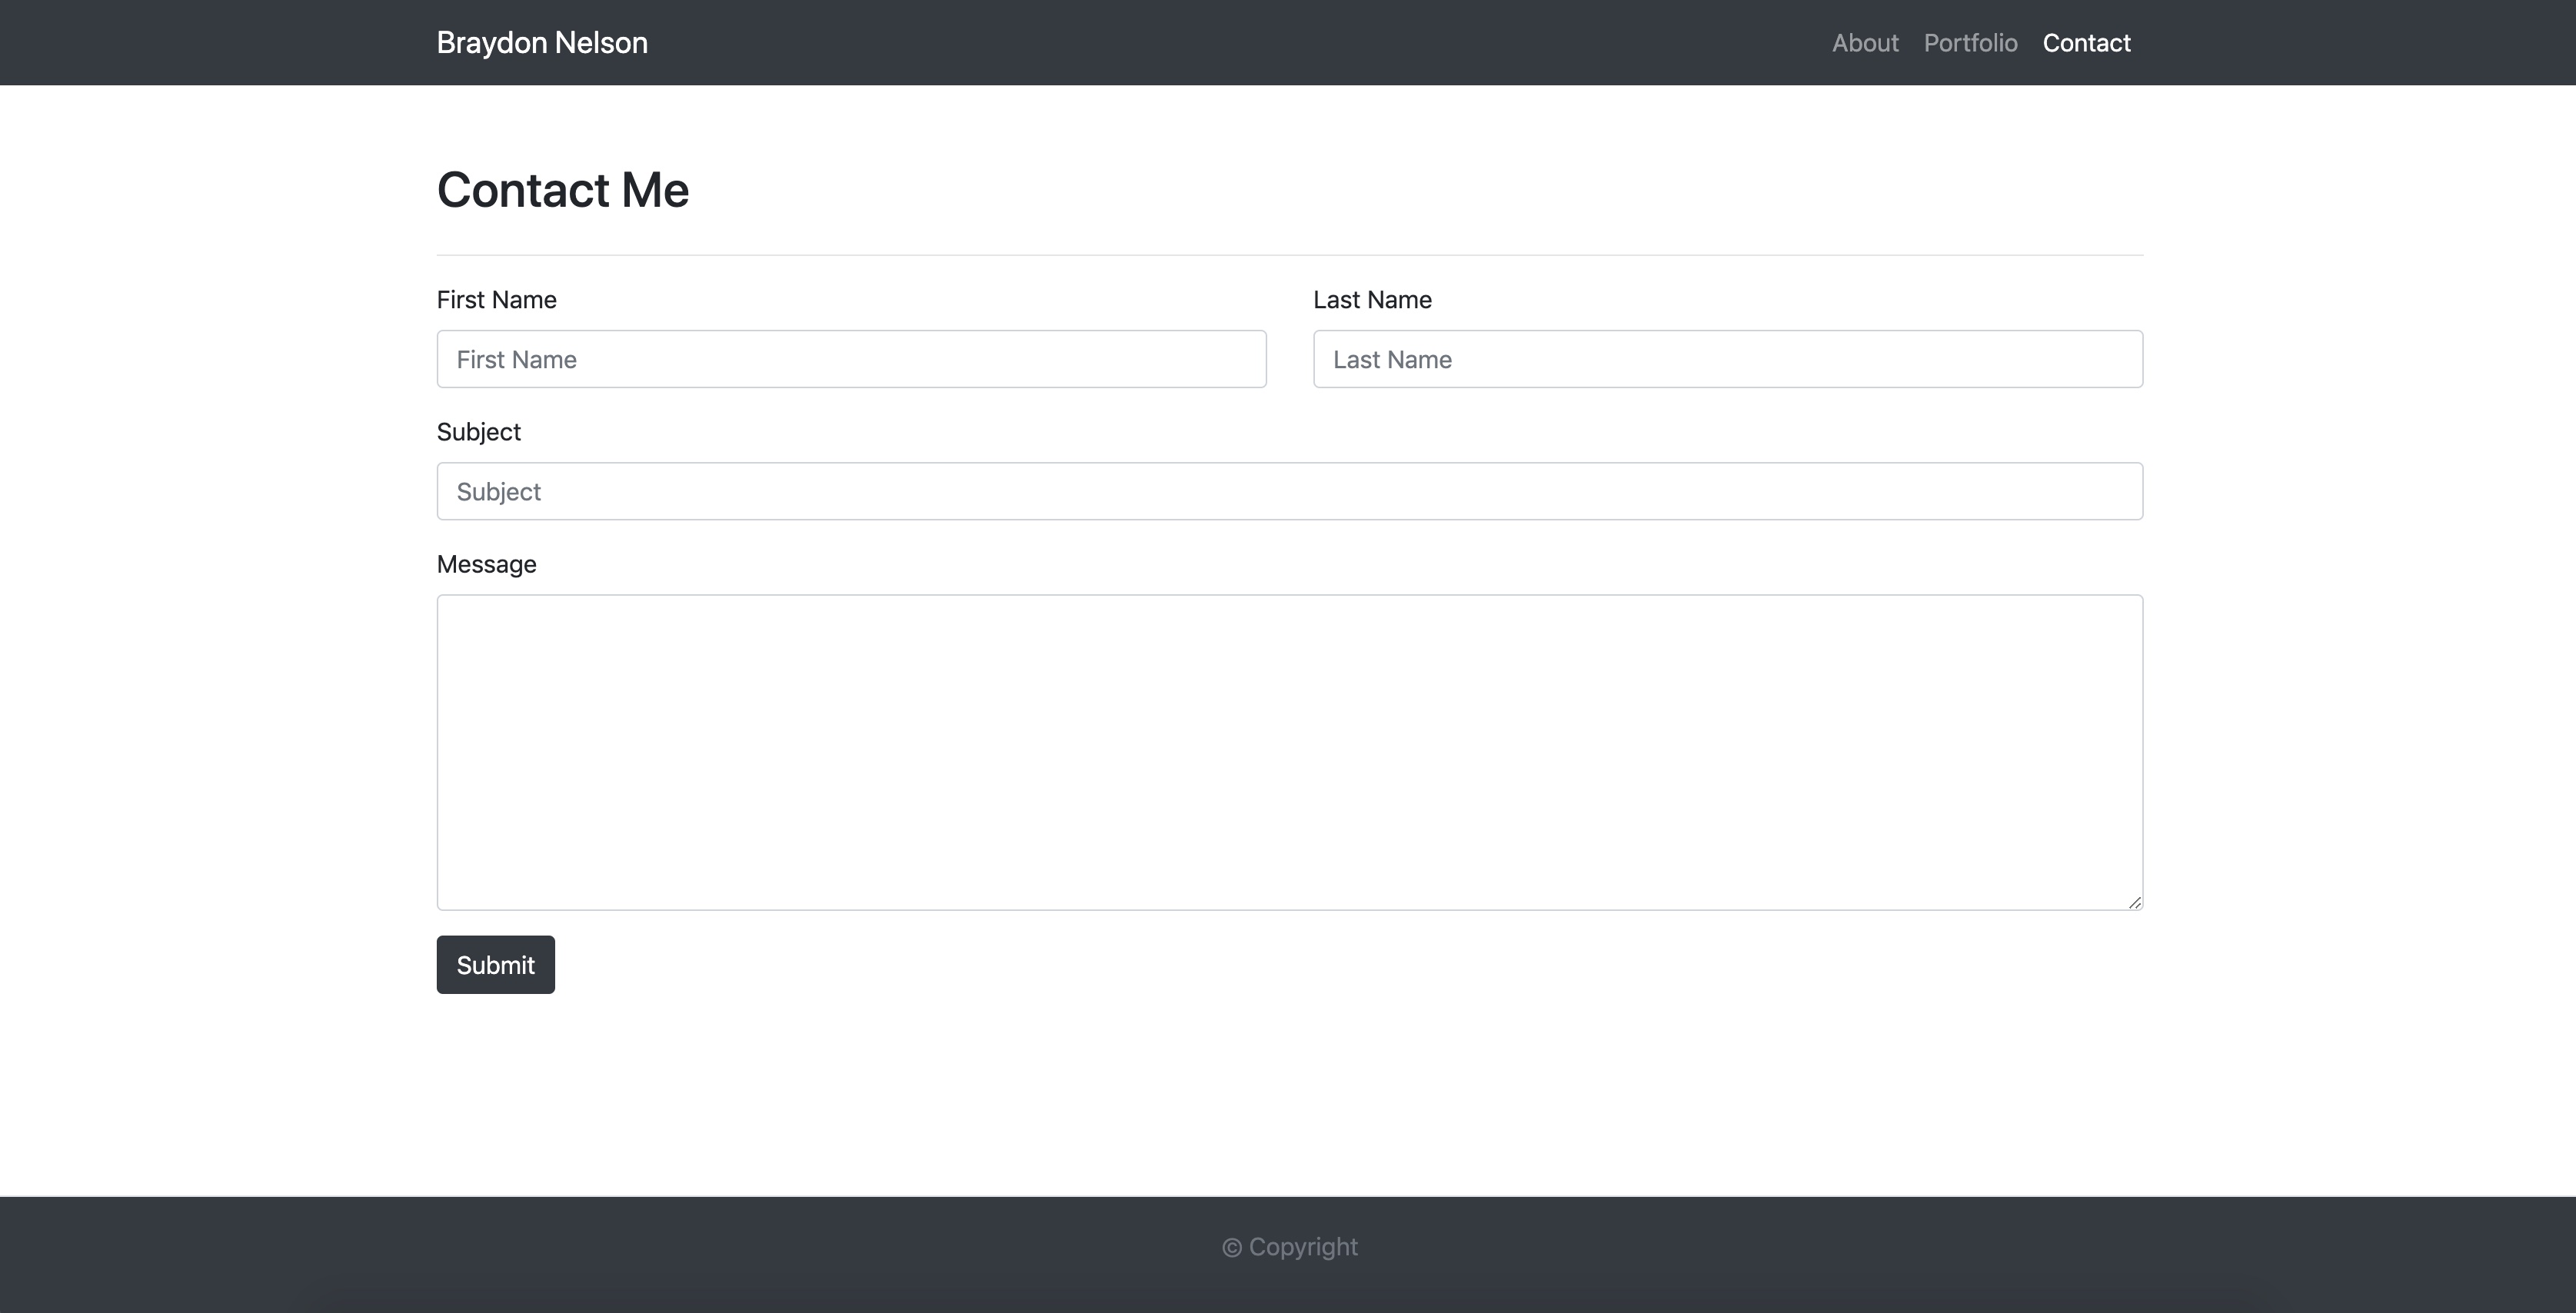 Braydon Nelson About Portfolio Contact
Contact Me
First Name Last Name
First Name Last Name
Subject
Subject
Message
Submit
© Copyright